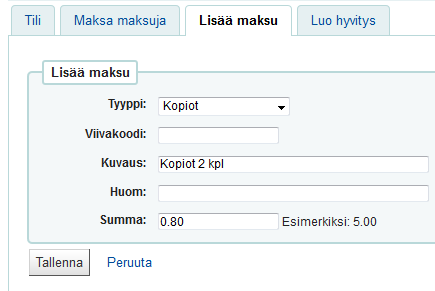 Tili Maksa maksuja Lisää maksu Luo hyvitys
Lisää maksu
Tyyppi: Kopiot
Viivakoodi:
Kuvaus: Kopiot 2 kpl
Huom:
Summa: 0.80 Esimerkiksi: 5.00
Tallenna Peruuta